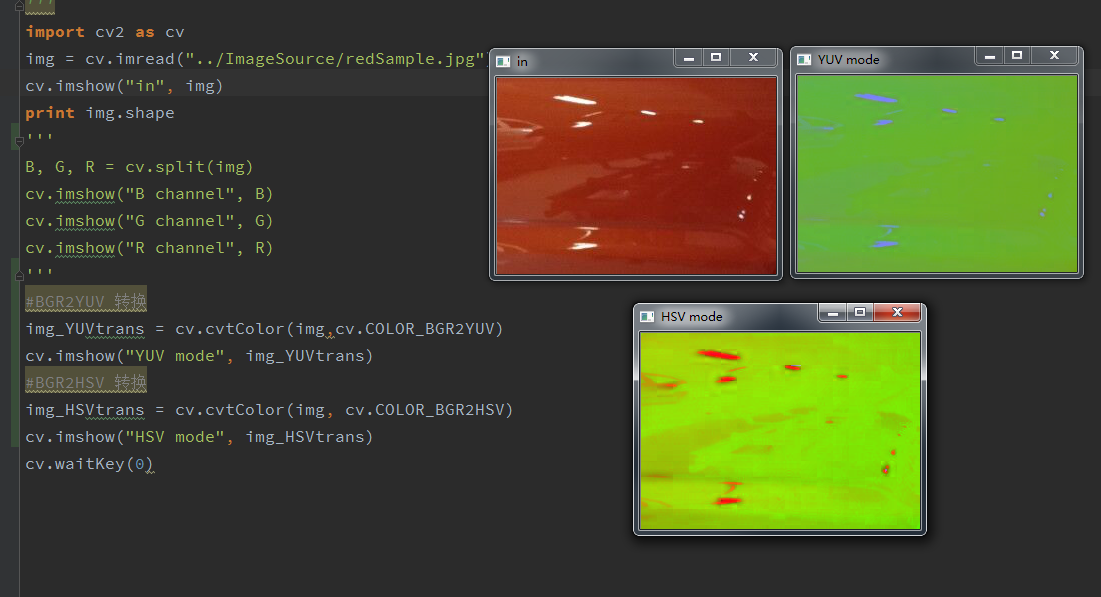 '''
import cv2 as cv
img = cv.imread("../ImageSource/redSample.jpg")
cv.imshow("in", img)
print img.shape
'''
B, G, R = cv.split(img)
cv.imshow("B channel", B)
cv.imshow("G channel", G)
cv.imshow("R channel", R)
'''
#BGR2YUV 转换
img_YUVtrans = cv.cvtColor(img,cv.COLOR_BGR2YUV)
cv.imshow("YUV mode", img_YUVtrans)
#BGR2HSV 转换
img_HSVtrans = cv.cvtColor(img, cv.COLOR_BGR2HSV)
cv.imshow("HSV mode", img_HSVtrans)
cv.waitKey(0)
in
YUV mode
HSV mode